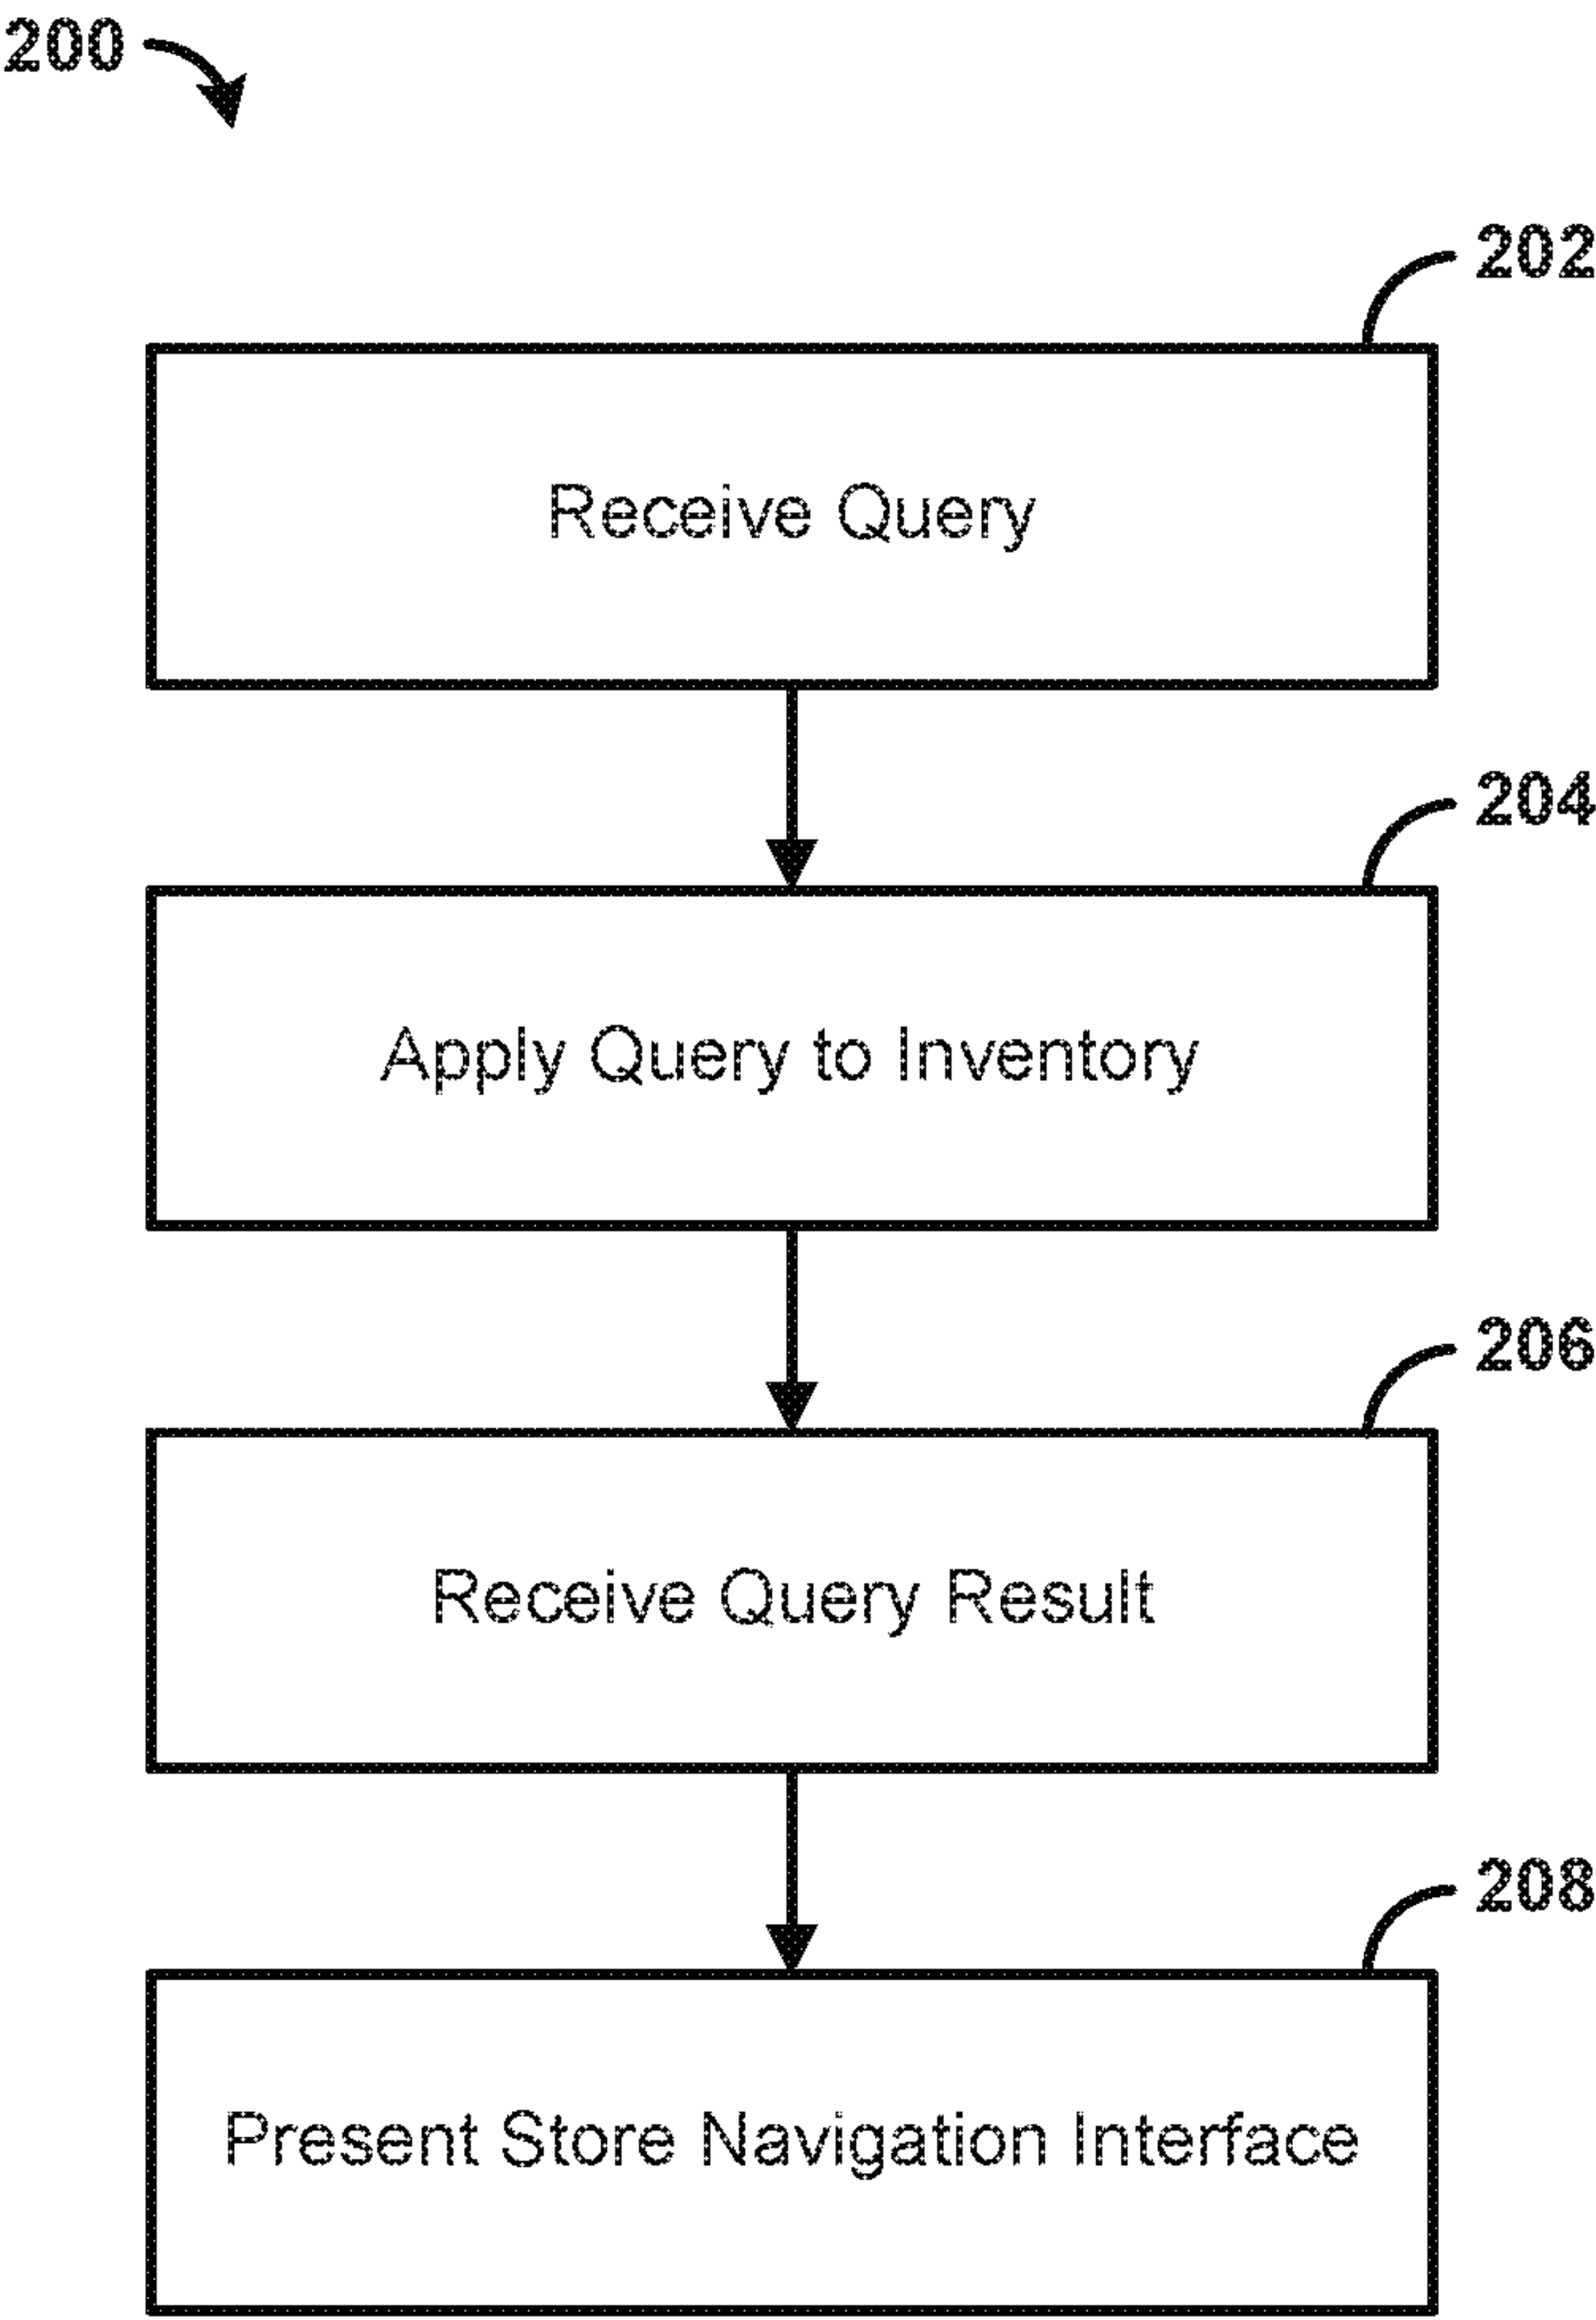 200
202
Receive Query
204
Apply Query to Inventory
206
Receive Query Result
208
Present Store Navigation Interface